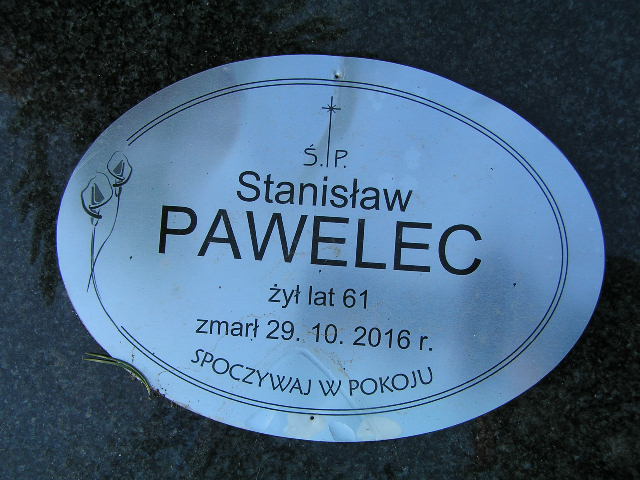 Ś. P.
Stanisław
PAWELEC
żył lat 61
zmarł 29. 10. 2016 r.
SPOCZYWAJ W POKOJU